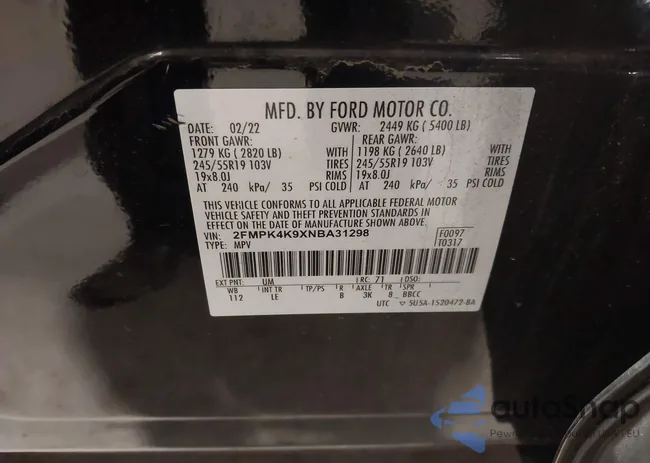 MFD. BY FORD MOTOR CO.
DATE: 02/22 GVWR: 2449 KG ( 5400 LB)
FRONT GAWR: REAR GAWR:
1279 KG ( 2820 LB) WITH 1198 KG ( 2640 LB) WITH
245/55R19 103V TIRES 245/55R19 103V TIRES
19x8.0J RIMS 19x8.0J RIMS
AT 240 kPa/ 35 PSI COLD AT 240 kPa/ 35 PSI COLD
THIS VEHICLE CONFORMS TO ALL APPLICABLE FEDERAL MOTOR
VEHICLE SAFETY AND THEFT PREVENTION STANDARDS IN
EFFECT ON THE DATE OF MANUFACTURE SHOWN ABOVE.
VIN: 2FMPK4K9XNBA31298 F0097
TYPE: MPV T0317
EXT PNT: UM RC: 71 DSO:
WB INT TR TP/PS R AXLE TR SPR
112 LE B 3K 8 BBCC
UTC 5U5A-1520472-BA
autoSnap